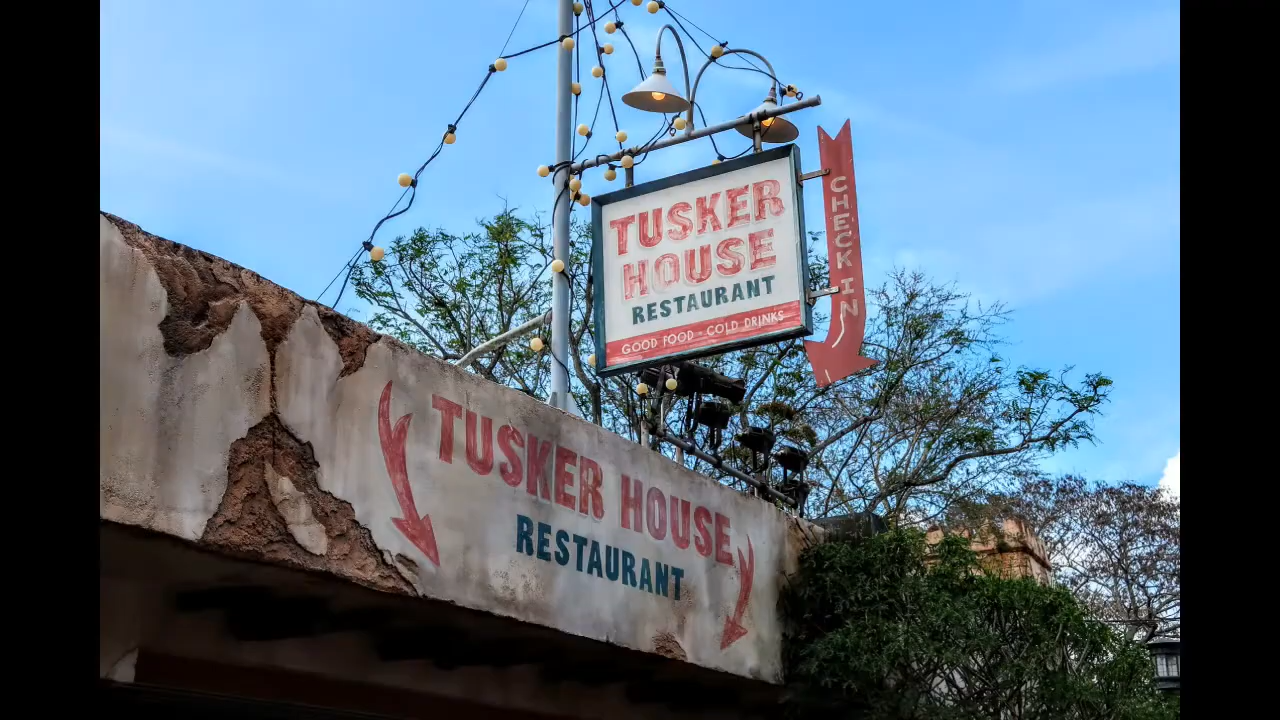 TUSKER
HOUSE
RESTAURANT
GOOD FOOD - COLD DRINKS
CHECK IN
TUSKER HOUSE
RESTAURANT